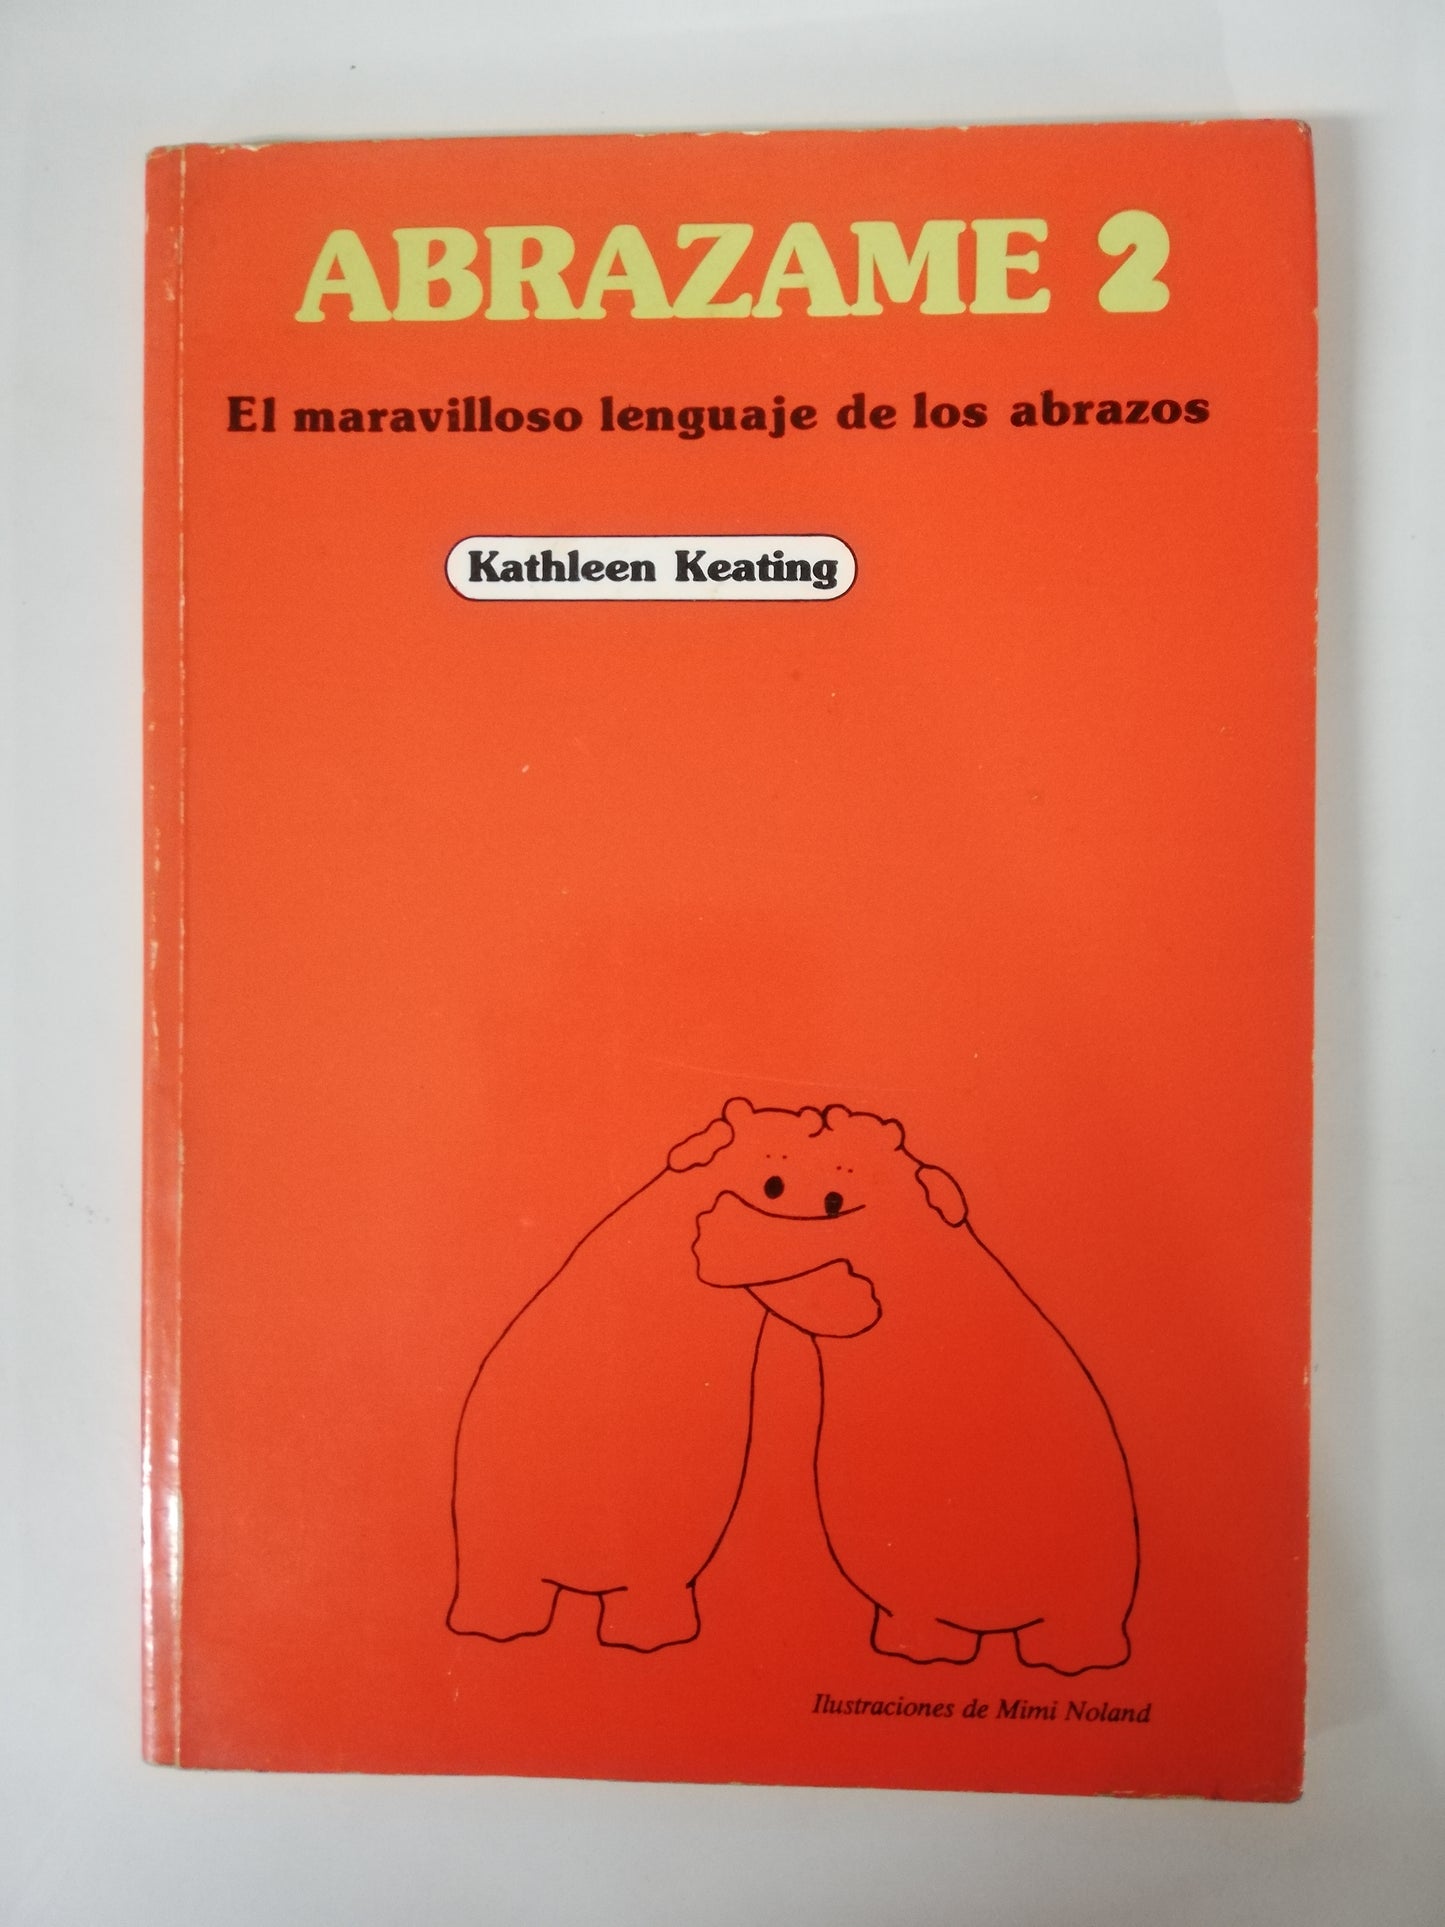 ABRAZAME 2
El maravilloso lenguaje de los abrazos
Kathleen Keating
Ilustraciones de Mimi Noland